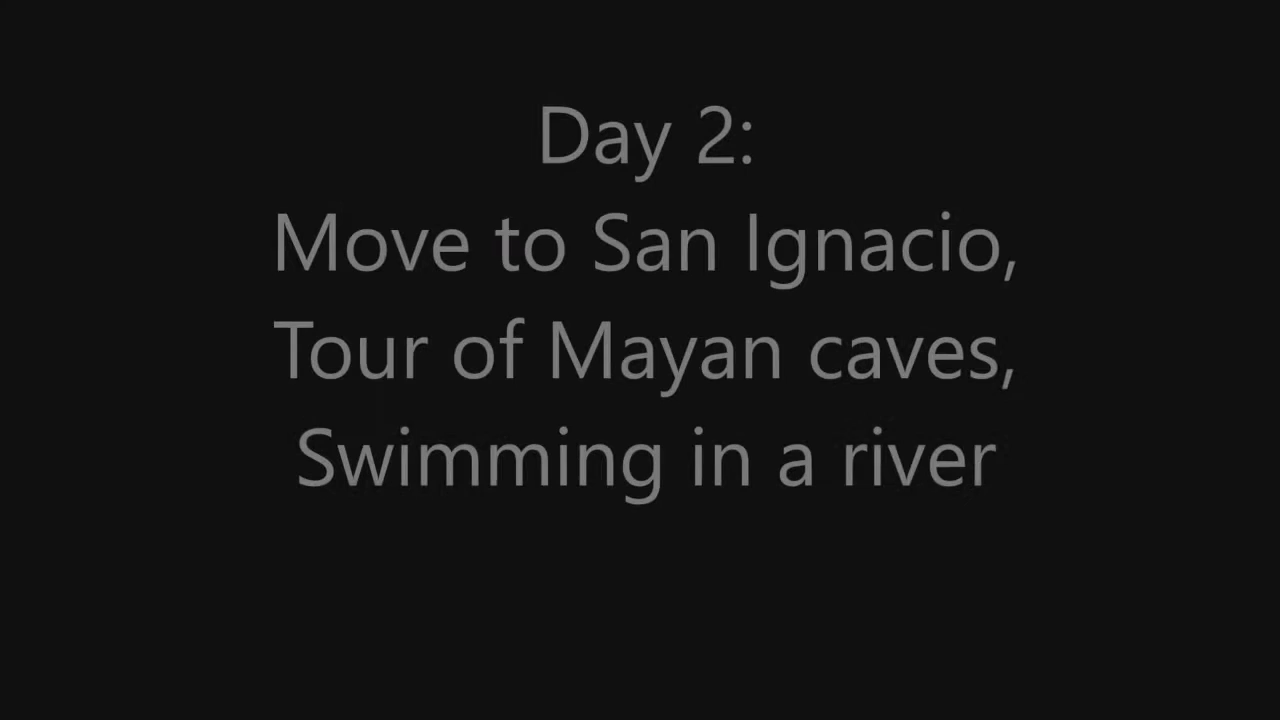 Day 2:
Move to San Ignacio,
Tour of Mayan caves,
Swimming in a river